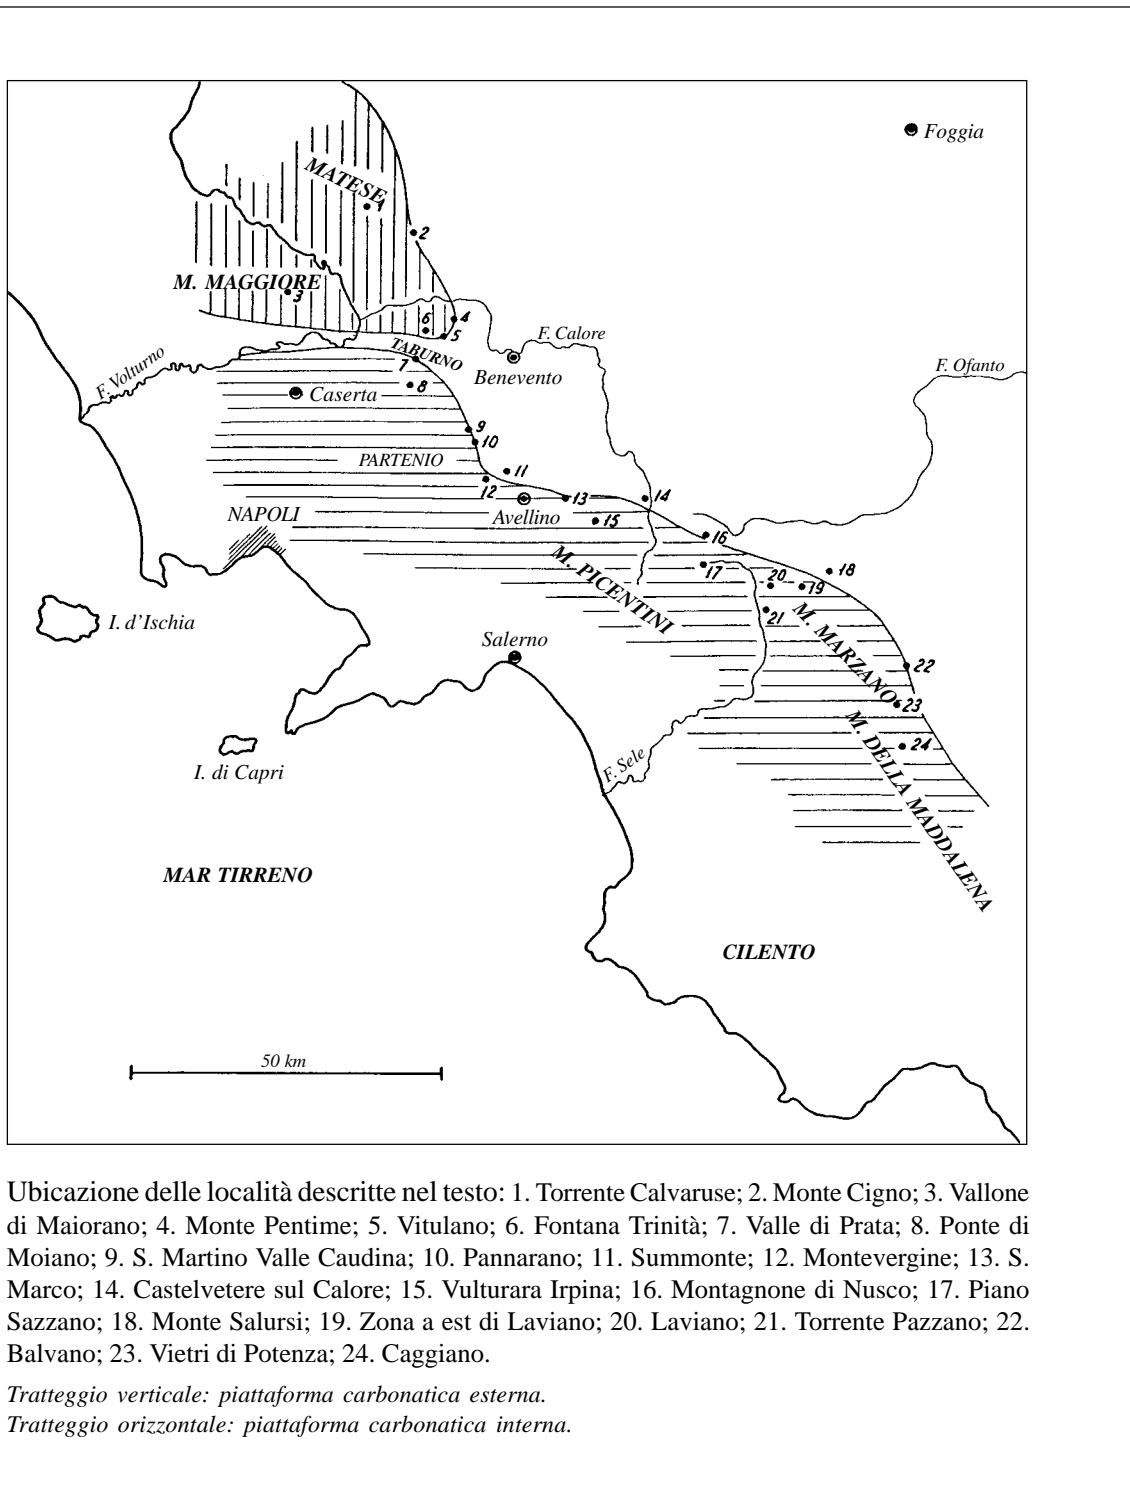 Foggia
MATESE
1
2
M. MAGGIORE
3
4
6
5
F. Calore
TABURNO
F. Volturno
7
Benevento
F. Ofanto
8
Caserta
9
10
PARTENIO
11
12
13
14
NAPOLI
Avellino
15
16
M. PICENTINI
17
20
18
19
I. d'Ischia
21
M. MARZANO
Salerno
22
23
M. DELLA MADDALENA
24
F. Sele
I. di Capri
MAR TIRRENO
CILENTO
50 km
Ubicazione delle località descritte nel testo: 1. Torrente Calvaruse; 2. Monte Cigno; 3. Vallone
di Maiorano; 4. Monte Pentime; 5. Vitulano; 6. Fontana Trinità; 7. Valle di Prata; 8. Ponte di
Moiano; 9. S. Martino Valle Caudina; 10. Pannarano; 11. Summonte; 12. Montevergine; 13. S.
Marco; 14. Castelvetere sul Calore; 15. Vulturara Irpina; 16. Montagnone di Nusco; 17. Piano
Sazzano; 18. Monte Salursi; 19. Zona a est di Laviano; 20. Laviano; 21. Torrente Pazzano; 22.
Balvano; 23. Vietri di Potenza; 24. Caggiano.
Tratteggio verticale: piattaforma carbonatica esterna.
Tratteggio orizzontale: piattaforma carbonatica interna.